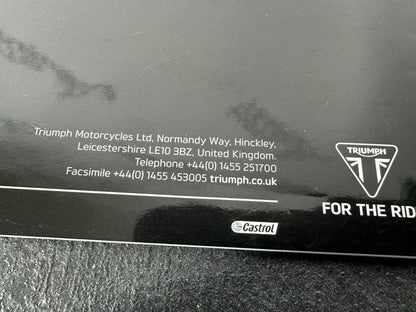 Triumph Motorcycles Ltd, Normandy Way, Hinckley,
Leicestershire LE10 3BZ, United Kingdom.
Telephone +44(0) 1455 251700
Facsimile +44(0) 1455 453005 triumph.co.uk
TRIUMPH
FOR THE RID
Castrol